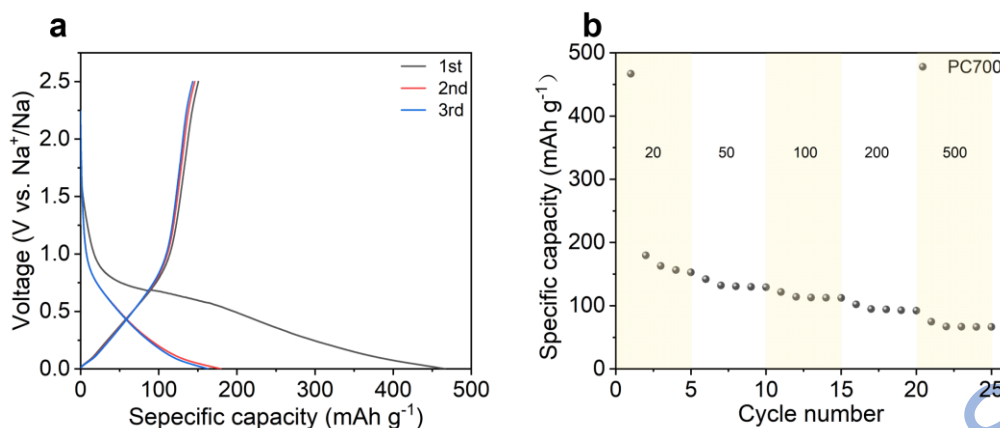 a
2.5
2.0
1.5
1.0
0.5
0.0
0
100
200
300
400
500
Voltage (V vs. Na⁺/Na)
Sepecific capacity (mAh g⁻¹)
1st
2nd
3rd
b
500
400
300
200
100
0
0
5
10
15
20
25
Specific capacity (mAh g⁻¹)
Cycle number
PC700
20
50
100
200
500